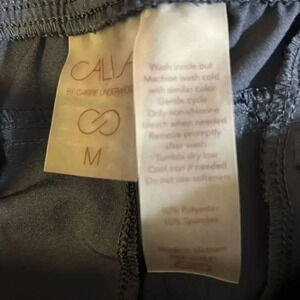 CALIA
BY CARRIE UNDERWOOD
M
Wash inside out
Machine wash cold
with similar color
Gentle cycle
Only non-chlorine
bleach when needed
Remove promptly
after wash
Tumble dry low
Cool iron if needed
Do not use softeners
Polyester
10% Spandex